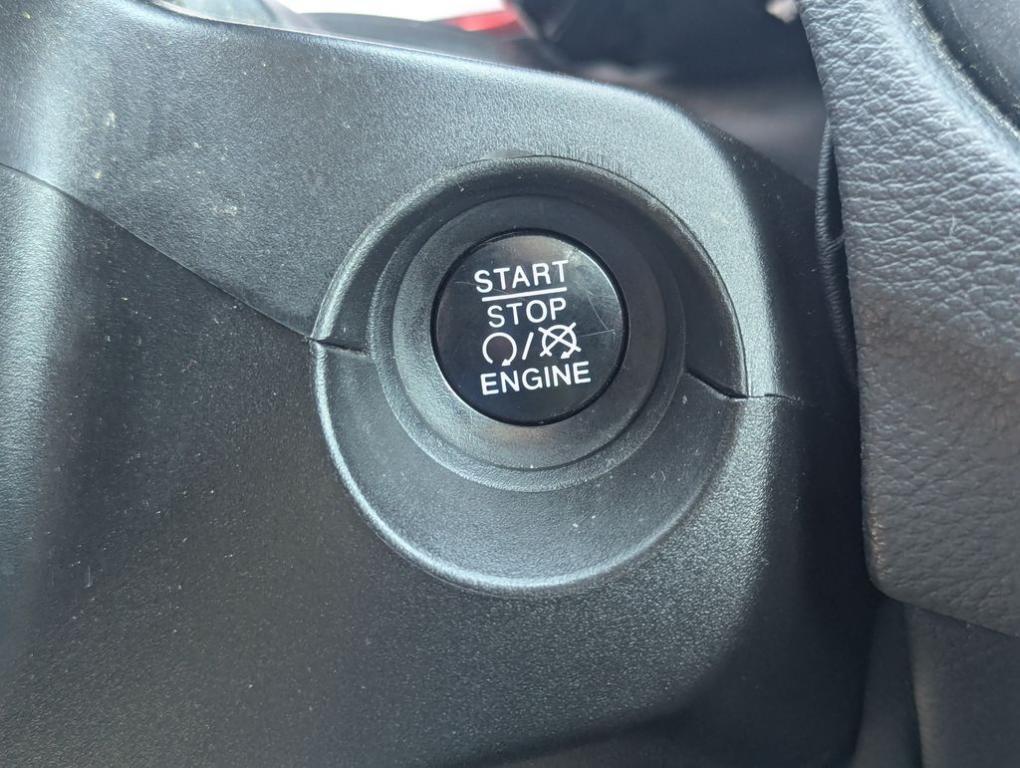 START
STOP
/
ENGINE